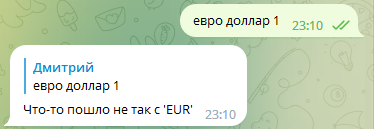 евро доллар 1
23:10
Дмитрий
евро доллар 1
Что-то пошло не так с 'EUR'
23:10